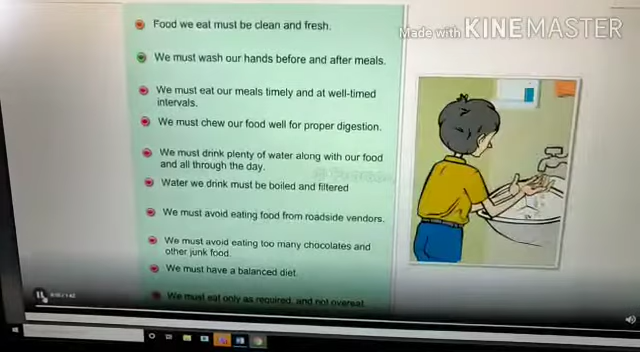 Made with KINEMASTER
Food we eat must be clean and fresh.
We must wash our hands before and after meals.
We must eat our meals timely and at well-timed
intervals.
We must chew our food well for proper digestion.
We must drink plenty of water along with our food
and all through the day.
Water we drink must be boiled and filtered
We must avoid eating food from roadside vendors.
We must avoid eating too many chocolates and
other junk food.
We must have a balanced diet.
We must eat only as required, and not overeat.